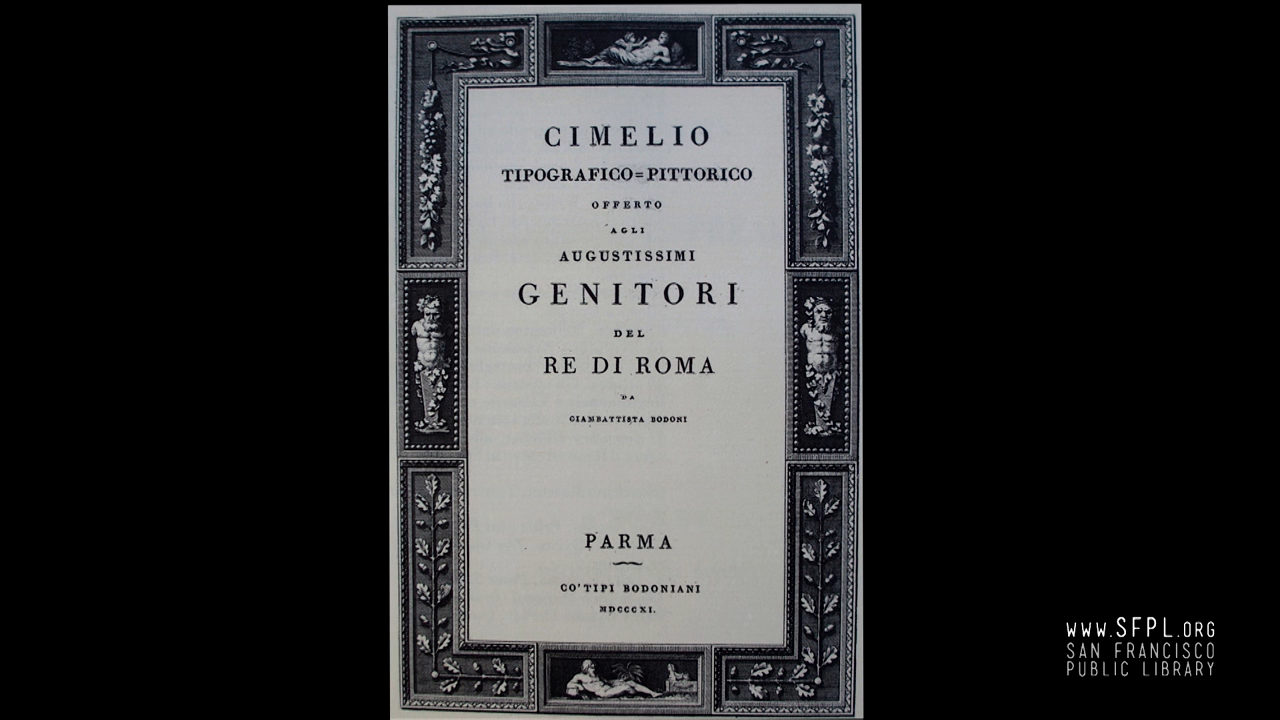 CIMELIO
TIPOGRAFICO=PITTORICO
OFFERTO
AGLI
AUGUSTISSIMI
GENITORI
DEL
RE DI ROMA
DA
GIAMBATTISTA BODONI
PARMA
CO'TIPI BODONIANI
MDCCCXI.
WWW.SFPL.ORG
SAN FRANCISCO
PUBLIC LIBRARY